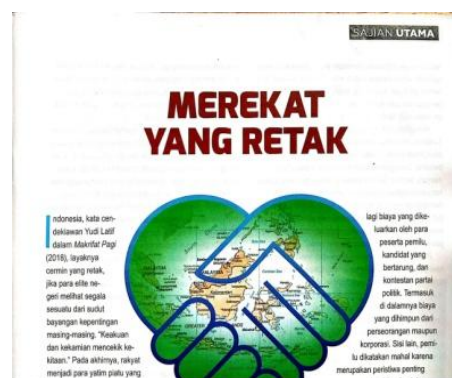 SAJIAN UTAMA
MEREKAT
YANG RETAK
Indonesia, kata cen-
dekiawan Yudi Latif
dalam Makrifat Pagi
(2018), layaknya
cermin yang retak,
jika para elite ne-
geri melihat segala
sesuatu dari sudut
bayangan kepentingan
masing-masing. "Keakuan
dan kekamian mencekik ke-
kitaan." Pada akhirnya, rakyat
menjadi para yatim piatu yang
lagi biaya yang dike-
luarkan oleh para
peserta pemilu,
kandidat yang
bertarung, dan
kontestan partai
politik. Termasuk
di dalamnya biaya
yang dihimpun dari
perseorangan maupun
korporasi. Sisi lain, pemi-
lu dikatakan mahal karena
merupakan peristiwa penting